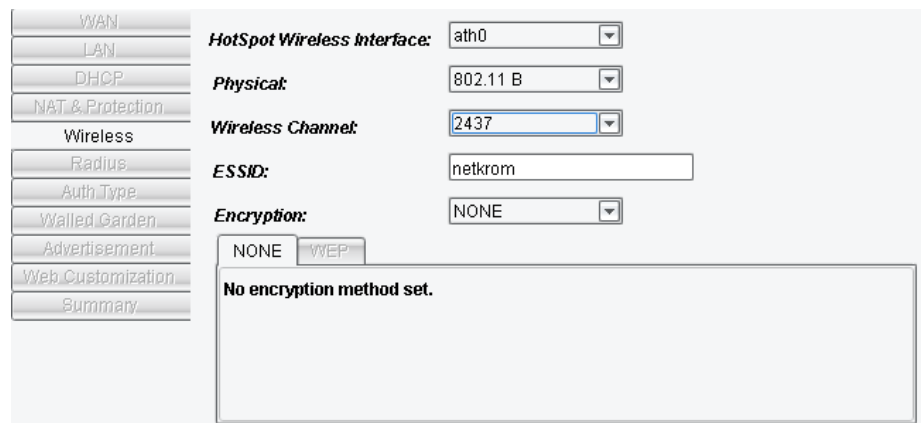 WAN
LAN
DHCP
NAT & Protection
Wireless
Radius
Auth Type
Walled Garden
Advertisement
Web Customization
Summary
HotSpot Wireless Interface: ath0
Physical: 802.11 B
Wireless Channel: 2437
ESSID: netkrom
Encryption: NONE
NONE WEP
No encryption method set.